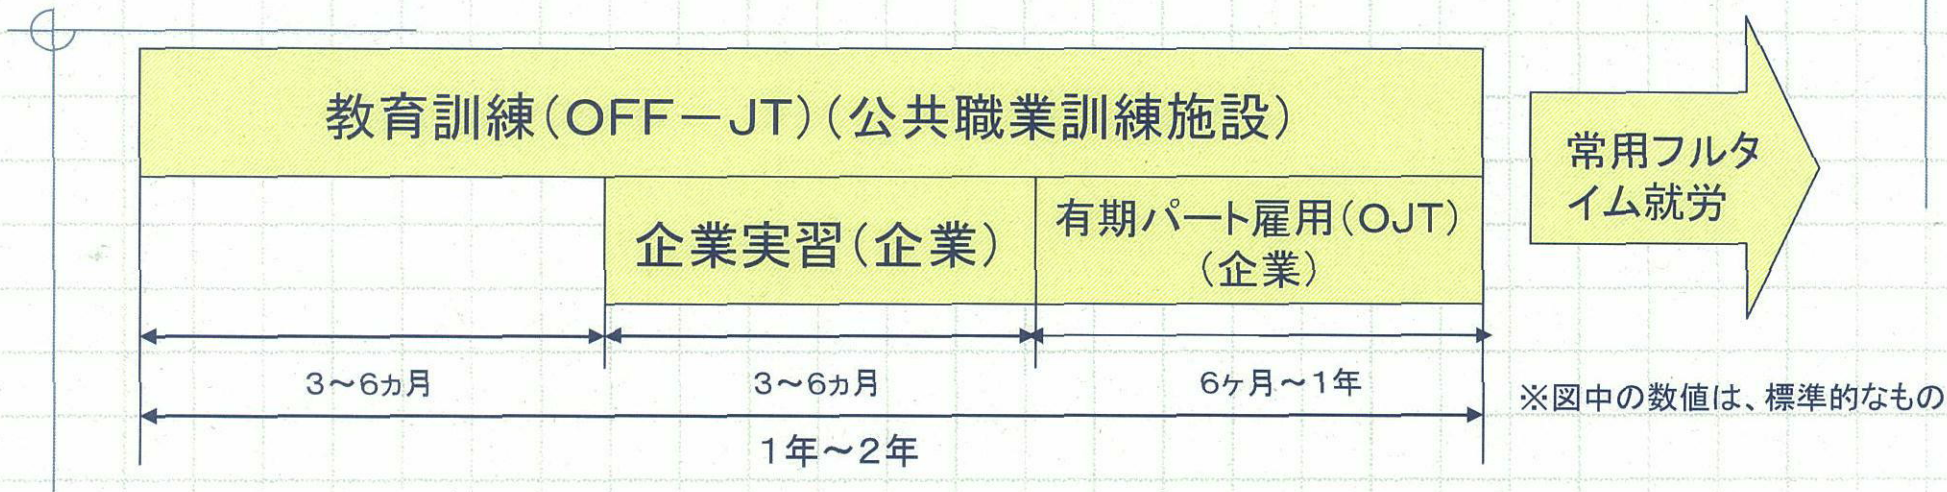 教育訓練(OFF－JT)(公共職業訓練施設)
企業実習(企業)
有期パート雇用(OJT)
(企業)
常用フルタ
イム就労
3～6カ月
3～6カ月
6ケ月～1年
1年～2年
※図中の数値は、標準的なもの